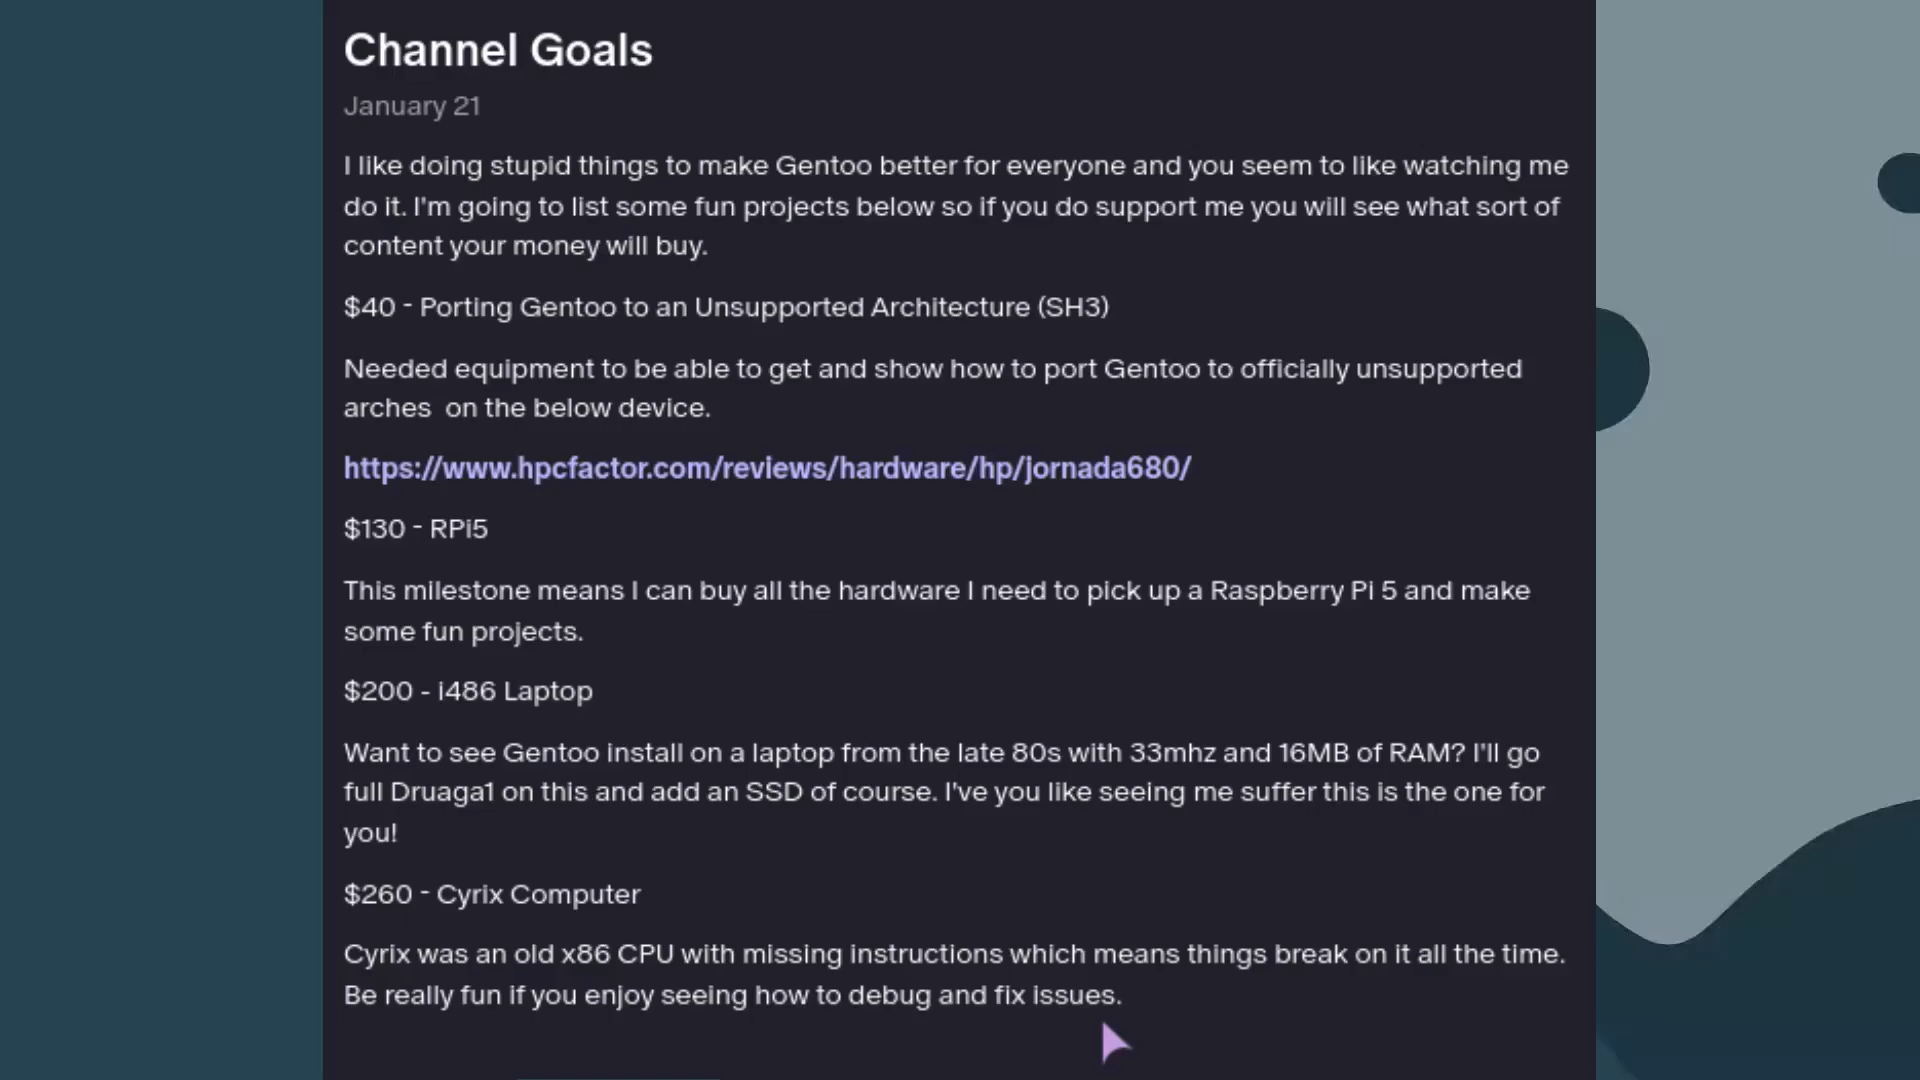 Channel Goals
January 21
I like doing stupid things to make Gentoo better for everyone and you seem to like watching me
do it. I'm going to list some fun projects below so if you do support me you will see what sort of
content your money will buy.
$40 - Porting Gentoo to an Unsupported Architecture (SH3)
Needed equipment to be able to get and show how to port Gentoo to officially unsupported
arches  on the below device.
https://www.hpcfactor.com/reviews/hardware/hp/jornada680/
$130 - RPi5
This milestone means I can buy all the hardware I need to pick up a Raspberry Pi 5 and make
some fun projects.
$200 - i486 Laptop
Want to see Gentoo install on a laptop from the late 80s with 33mhz and 16MB of RAM? I'll go
full Druaga1 on this and add an SSD of course. I've you like seeing me suffer this is the one for
you!
$260 - Cyrix Computer
Cyrix was an old x86 CPU with missing instructions which means things break on it all the time.
Be really fun if you enjoy seeing how to debug and fix issues.